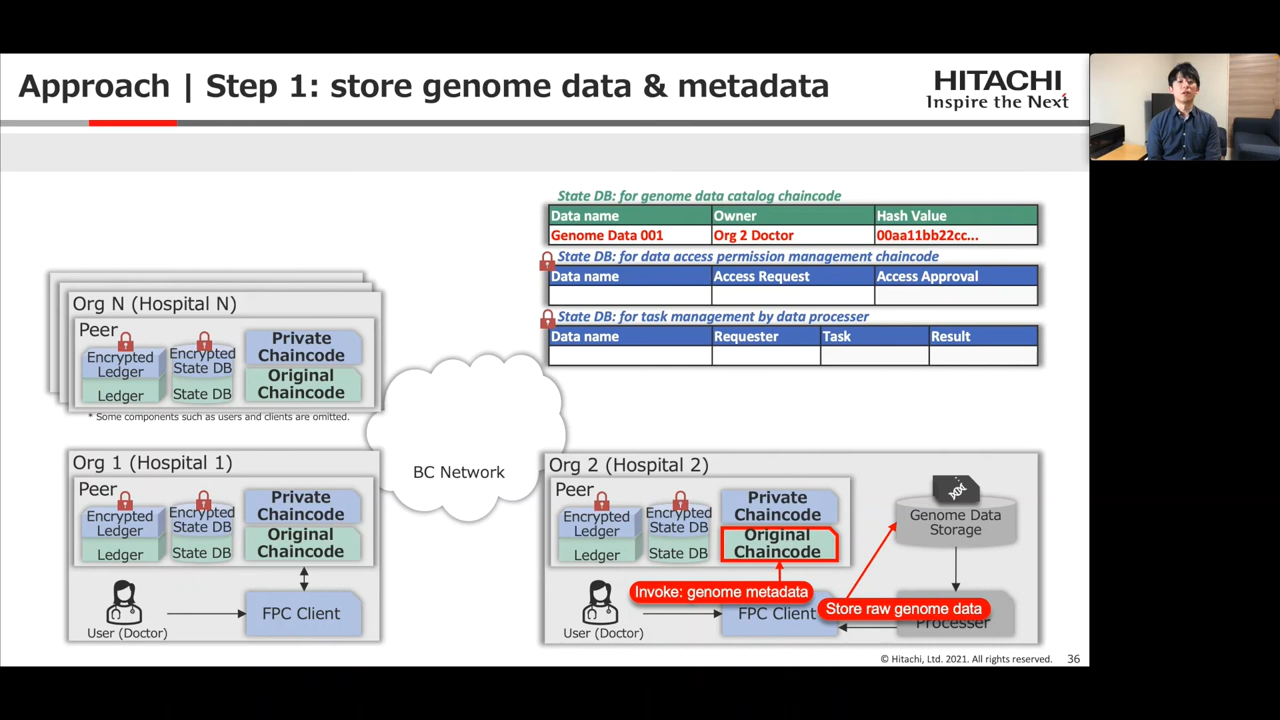 Approach | Step 1: store genome data & metadata
HITACHI
Inspire the Next
State DB: for genome data catalog chaincode
Data name Owner Hash Value
Genome Data 001 Org 2 Doctor 00aa11bb22cc...
State DB: for data access permission management chaincode
Data name Access Request Access Approval
State DB: for task management by data processer
Data name Requester Task Result
Org N (Hospital N)
Peer
Encrypted
Ledger
Ledger
Encrypted
State DB
State DB
Private
Chaincode
Original
Chaincode
* Some components such as users and clients are omitted.
BC Network
Org 1 (Hospital 1)
Peer
Encrypted
Ledger
Ledger
Encrypted
State DB
State DB
Private
Chaincode
Original
Chaincode
User (Doctor)
FPC Client
Org 2 (Hospital 2)
Peer
Encrypted
Ledger
Ledger
Encrypted
State DB
State DB
Private
Chaincode
Original
Chaincode
Genome Data
Storage
Invoke: genome metadata
Store raw genome data
User (Doctor)
FPC Client
Processer
© Hitachi, Ltd. 2021. All rights reserved. 36